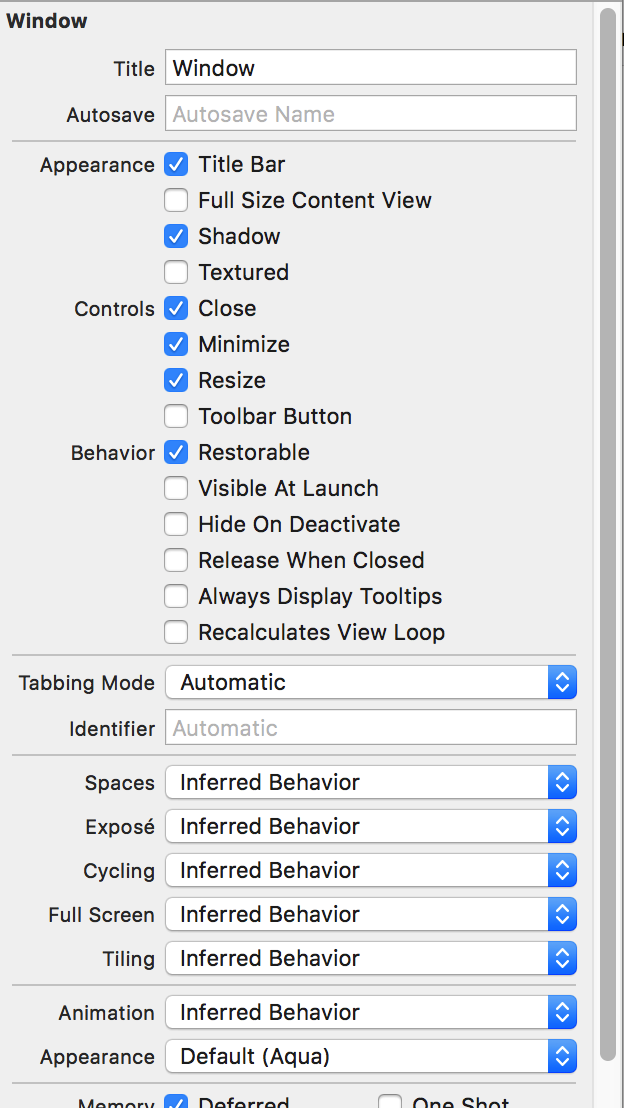 Window
Title Window
Autosave Autosave Name
Appearance Title Bar
Full Size Content View
Shadow
Textured
Controls Close
Minimize
Resize
Toolbar Button
Behavior Restorable
Visible At Launch
Hide On Deactivate
Release When Closed
Always Display Tooltips
Recalculates View Loop
Tabbing Mode Automatic
Identifier Automatic
Spaces Inferred Behavior
Exposé Inferred Behavior
Cycling Inferred Behavior
Full Screen Inferred Behavior
Tiling Inferred Behavior
Animation Inferred Behavior
Appearance Default (Aqua)
Memory Deferred One Shot